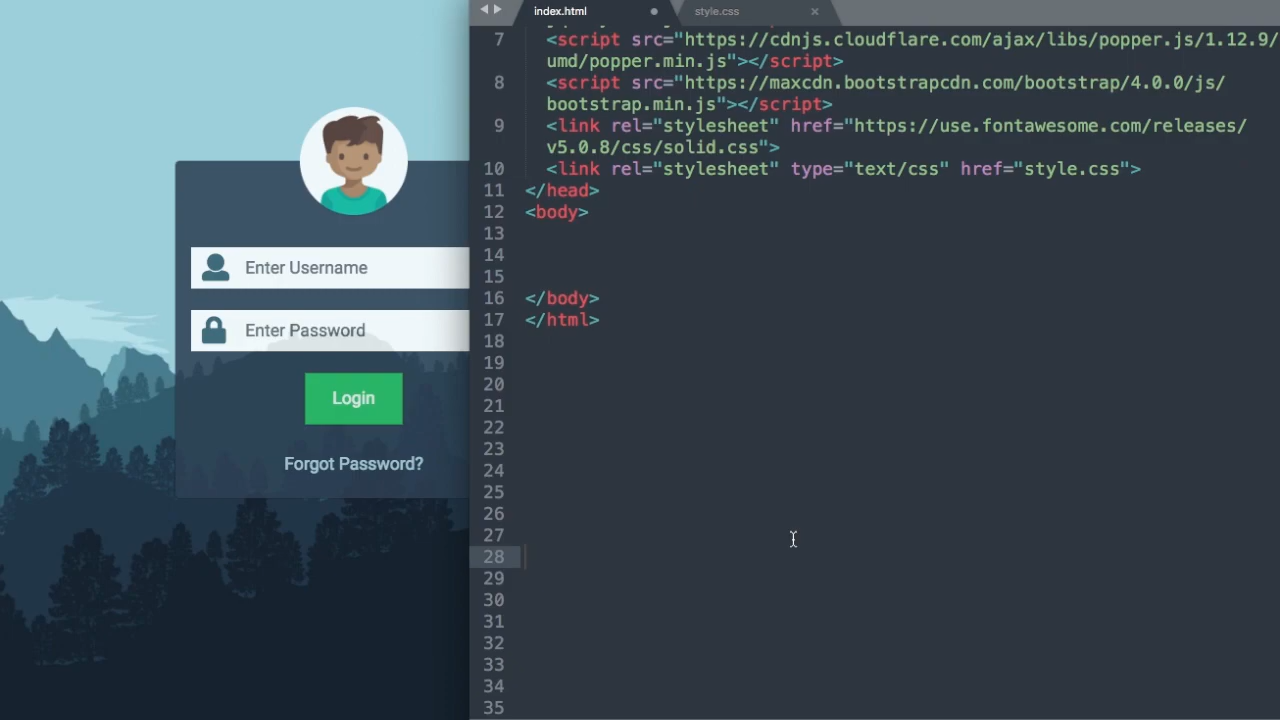 index.html
style.css
7 <script src="https://cdnjs.cloudflare.com/ajax/libs/popper.js/1.12.9/
umd/popper.min.js"></script>
8 <script src="https://maxcdn.bootstrapcdn.com/bootstrap/4.0.0/js/
bootstrap.min.js"></script>
9 <link rel="stylesheet" href="https://use.fontawesome.com/releases/
v5.0.8/css/solid.css">
10 <link rel="stylesheet" type="text/css" href="style.css">
11 </head>
12 <body>
13
14
15
16 </body>
17 </html>
18
19
20
21
22
23
24
25
26
27
28
29
30
31
32
33
34
35
Enter Username
Enter Password
Login
Forgot Password?